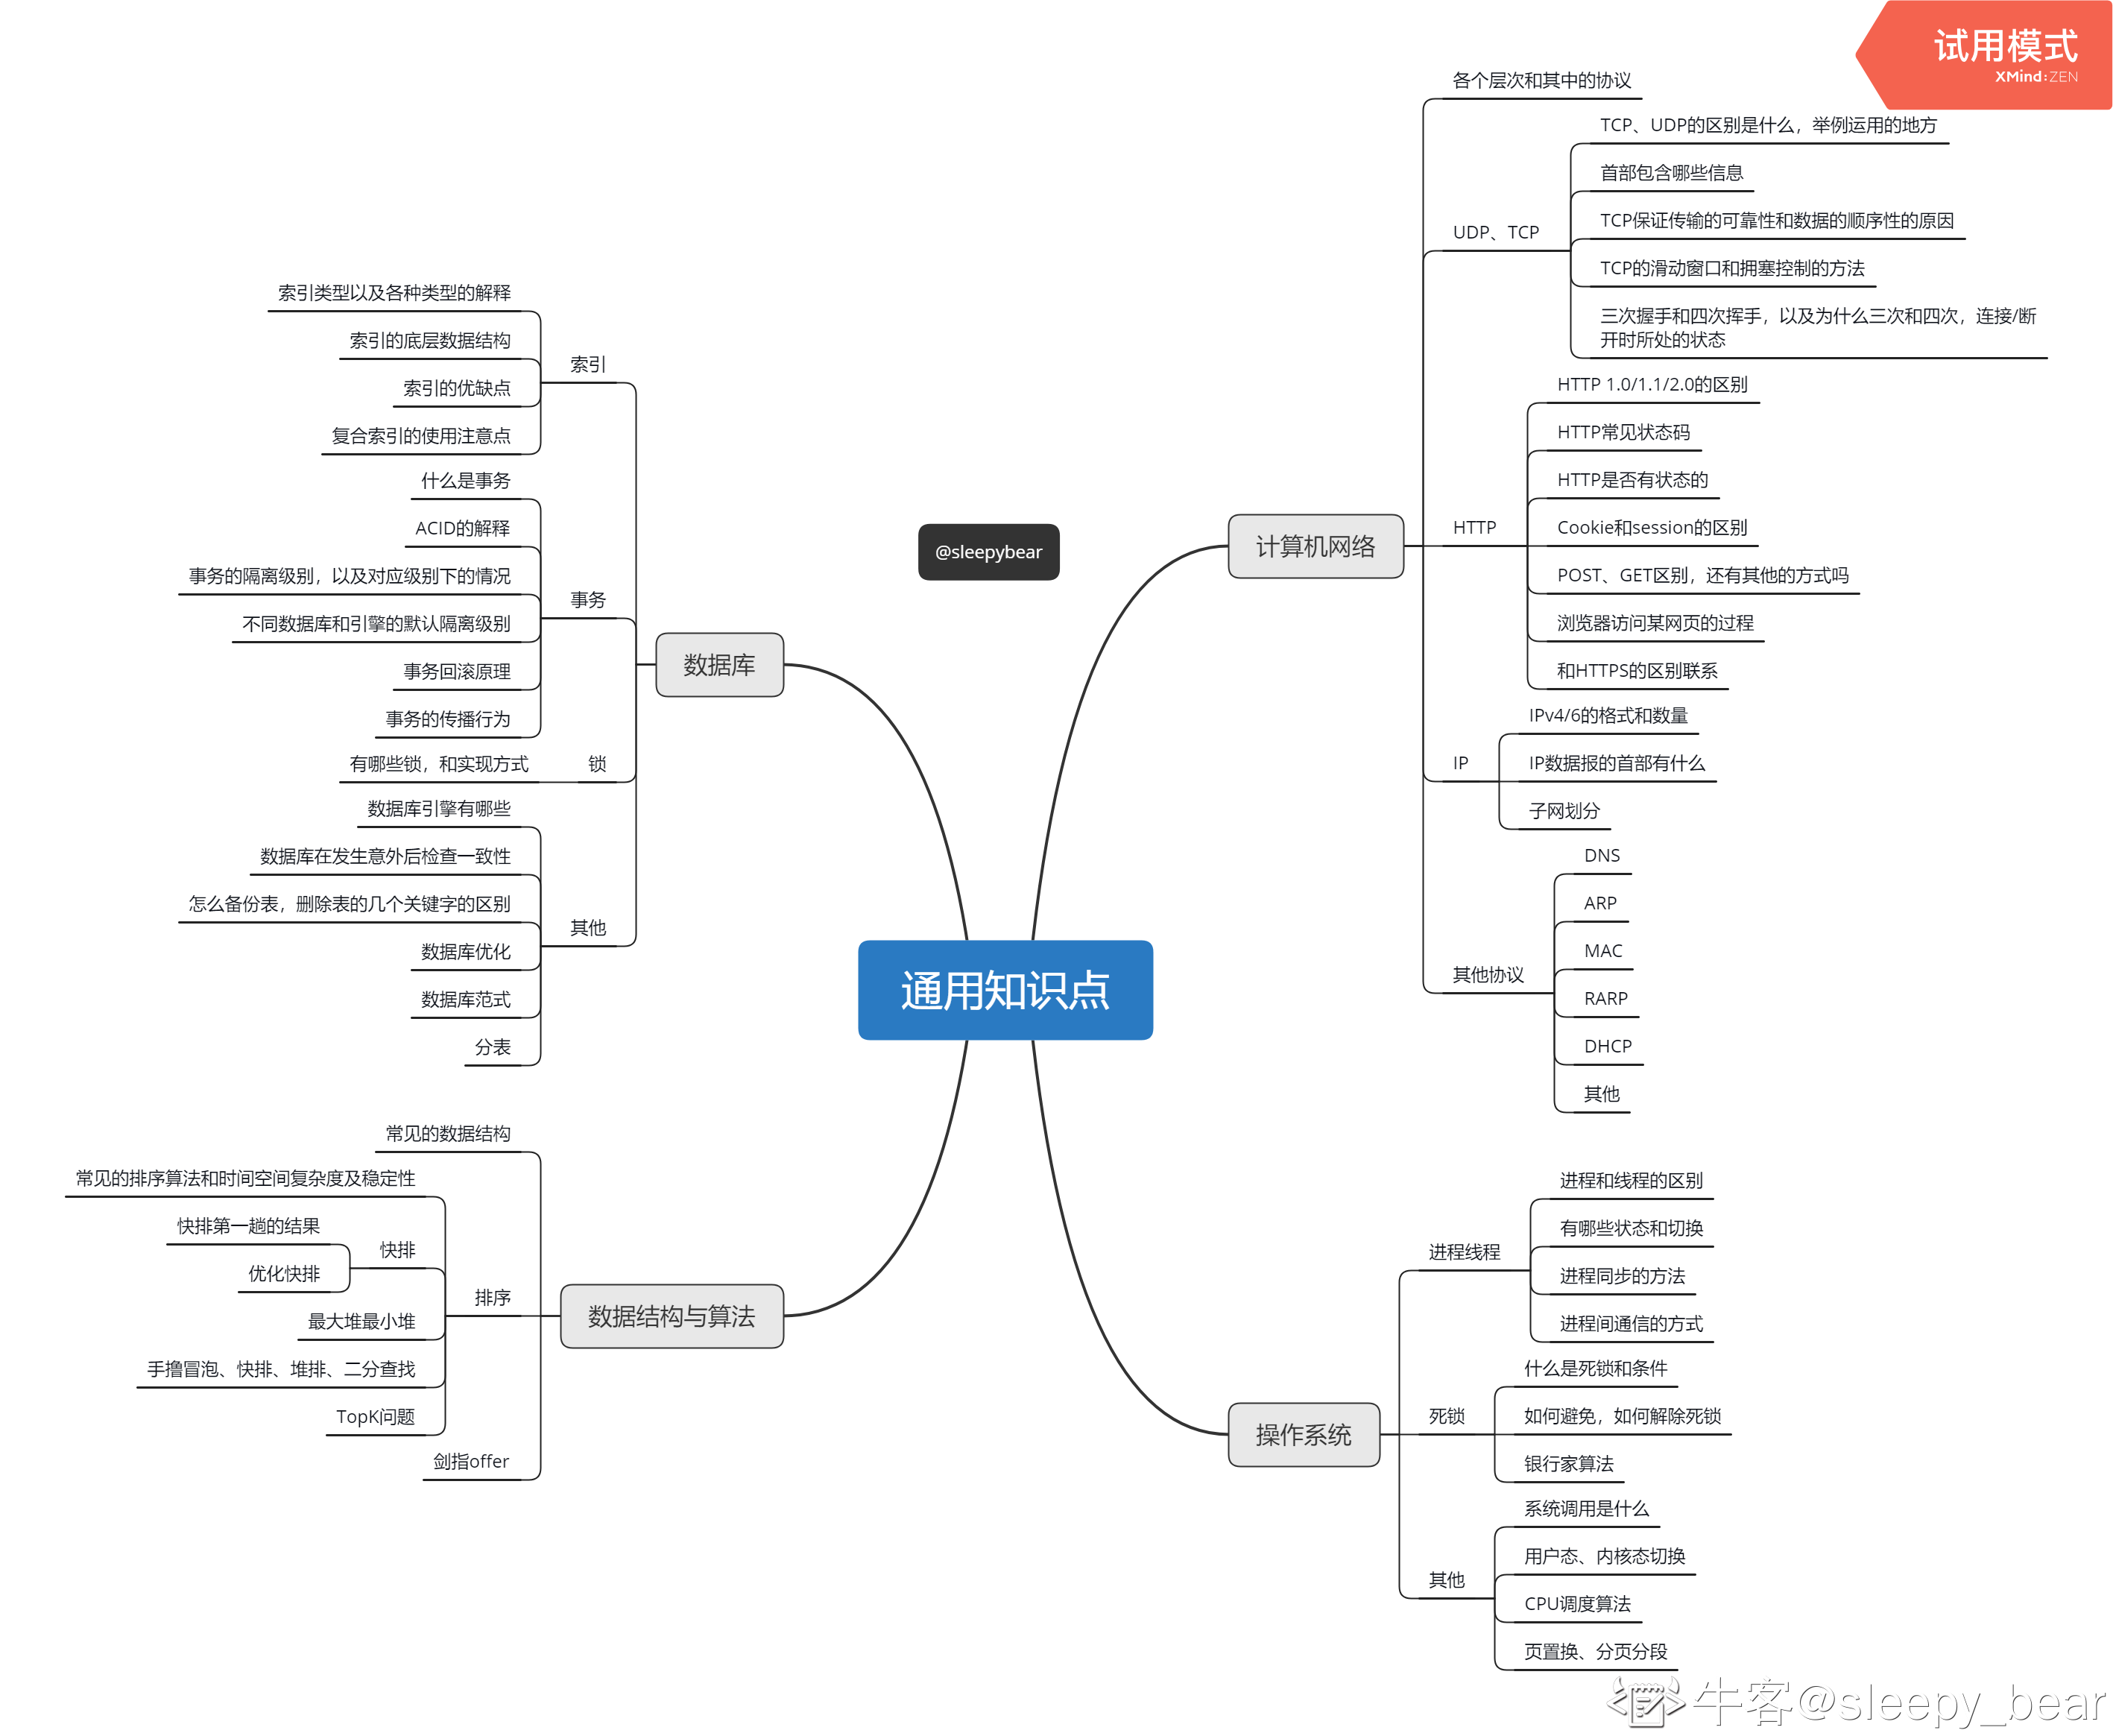 试用模式
XMind:ZEN
@sleepybear
通用知识点
计算机网络
各个层次和其中的协议
UDP、TCP
TCP、UDP的区别是什么，举例运用的地方
首部包含哪些信息
TCP保证传输的可靠性和数据的顺序性的原因
TCP的滑动窗口和拥塞控制的方法
三次握手和四次挥手，以及为什么三次和四次，连接/断
开时所处的状态
HTTP
HTTP 1.0/1.1/2.0的区别
HTTP常见状态码
HTTP是否有状态的
Cookie和session的区别
POST、GET区别，还有其他的方式吗
浏览器访问某网页的过程
和HTTPS的区别联系
IP
IPv4/6的格式和数量
IP数据报的首部有什么
子网划分
其他协议
DNS
ARP
MAC
RARP
DHCP
其他
操作系统
进程线程
进程和线程的区别
有哪些状态和切换
进程同步的方法
进程间通信的方式
死锁
什么是死锁和条件
如何避免，如何解除死锁
银行家算法
其他
系统调用是什么
用户态、内核态切换
CPU调度算法
页置换、分页分段
数据库
索引
索引类型以及各种类型的解释
索引的底层数据结构
索引的优缺点
复合索引的使用注意点
事务
什么是事务
ACID的解释
事务的隔离级别，以及对应级别下的情况
不同数据库和引擎的默认隔离级别
事务回滚原理
事务的传播行为
锁
有哪些锁，和实现方式
其他
数据库引擎有哪些
数据库在发生意外后检查一致性
怎么备份表，删除表的几个关键字的区别
数据库优化
数据库范式
分表
数据结构与算法
常见的数据结构
排序
常见的排序算法和时间空间复杂度及稳定性
快排
快排第一趟的结果
优化快排
最大堆最小堆
手撸冒泡、快排、堆排、二分查找
TopK问题
剑指offer
牛客@sleepy_bear